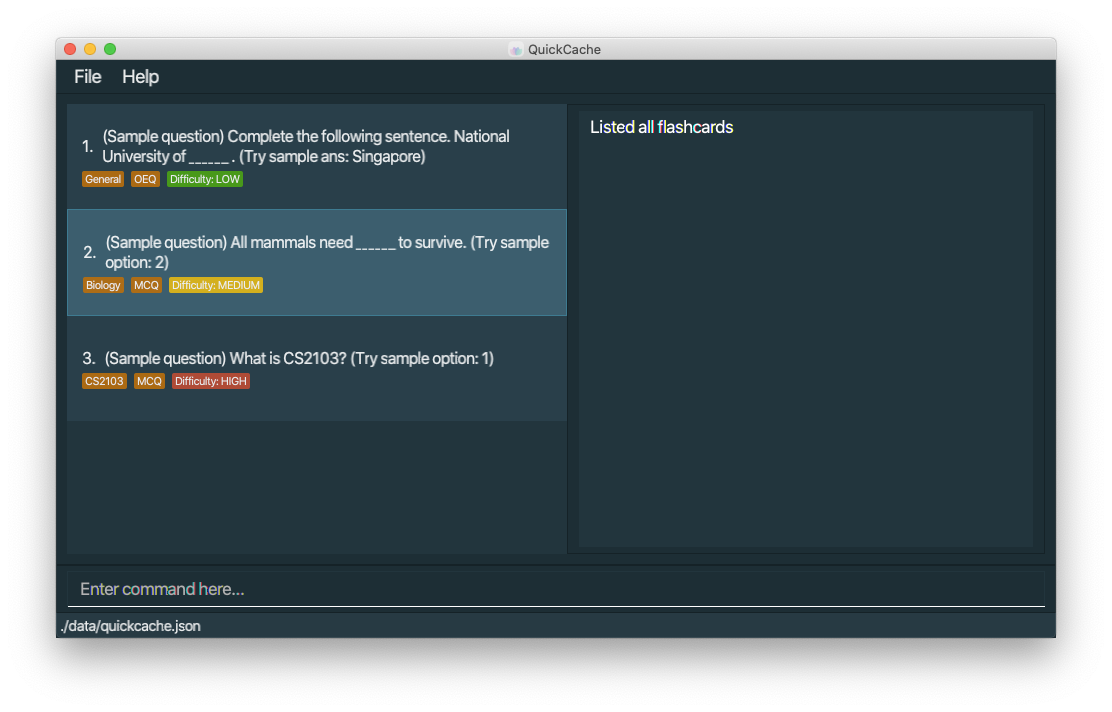 QuickCache
File Help
1. (Sample question) Complete the following sentence. National
University of ______ . (Try sample ans: Singapore)
General OEQ Difficulty: LOW
2. (Sample question) All mammals need ______ to survive. (Try sample
option: 2)
Biology MCQ Difficulty: MEDIUM
3. (Sample question) What is CS2103? (Try sample option: 1)
CS2103 MCQ Difficulty: HIGH
Listed all flashcards
Enter command here...
./data/quickcache.json